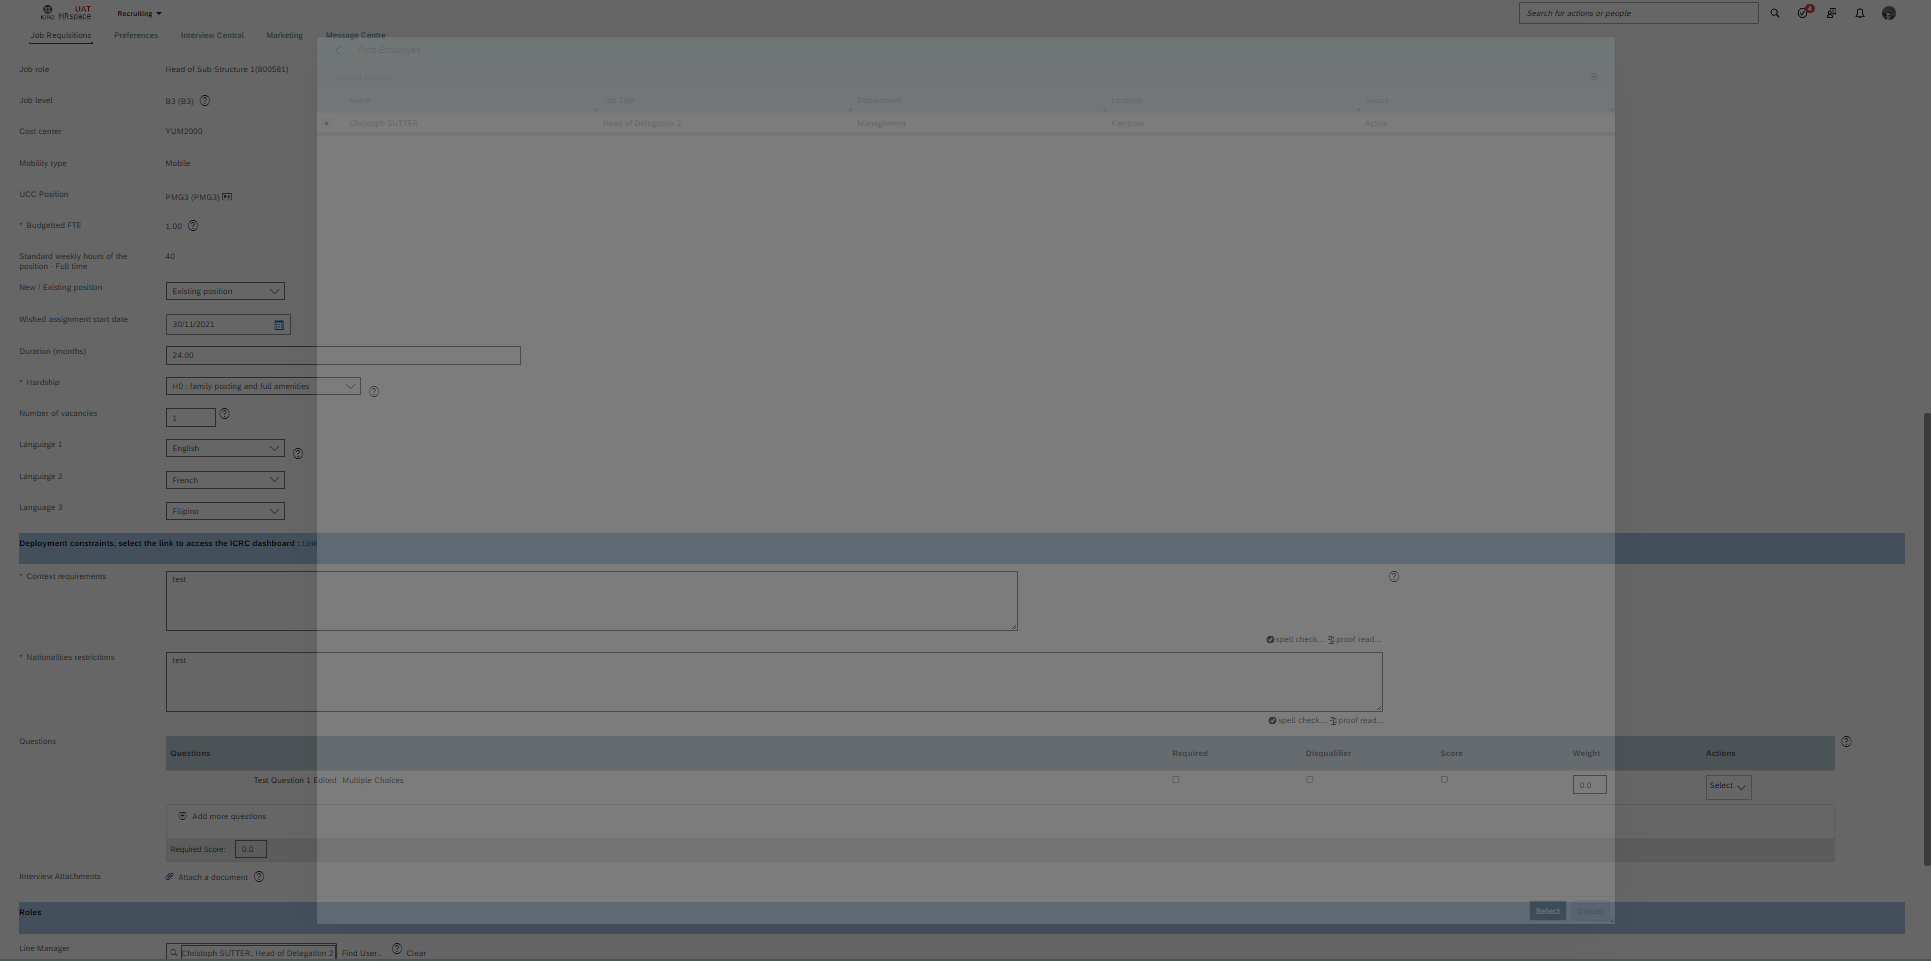 UAT
ICRC HRspace
Recruiting
Search for actions or people
4
Job Requisitions
Preferences
Interview Central
Marketing
Message Centre
Find Employee
Job role
Head of Sub-Structure 1(800581)
Name
Job Title
Department
Location
Status
Job level
B3 (B3)
Christoph SUTTER
Head of Delegation 2
Management
Kampala
Active
Cost center
YUM2000
Mobility type
Mobile
UCC Position
PMG3 (PMG3)
* Budgetted FTE
1.00
Standard weekly hours of the
position - Full time
40
New / Existing position
Existing position
Wished assignment start date
30/11/2021
Duration (months)
24.00
* Hardship
H0 : family posting and full amenities
Number of vacancies
1
Language 1
English
Language 2
French
Language 3
Filipino
Deployment constraints, select the link to access the ICRC dashboard : Link
* Context requirements
test
spell check... proof read...
* Nationalities restrictions
test
spell check... proof read...
Questions
Questions
Required
Disqualifier
Score
Weight
Actions
Test Question 1 Edited
Multiple Choices
0.0
Select
Add more questions
Required Score:
0.0
Interview Attachments
Attach a document
Roles
Select
Cancel
Line Manager
Christoph SUTTER, Head of Delegation 2
Find User..
Clear